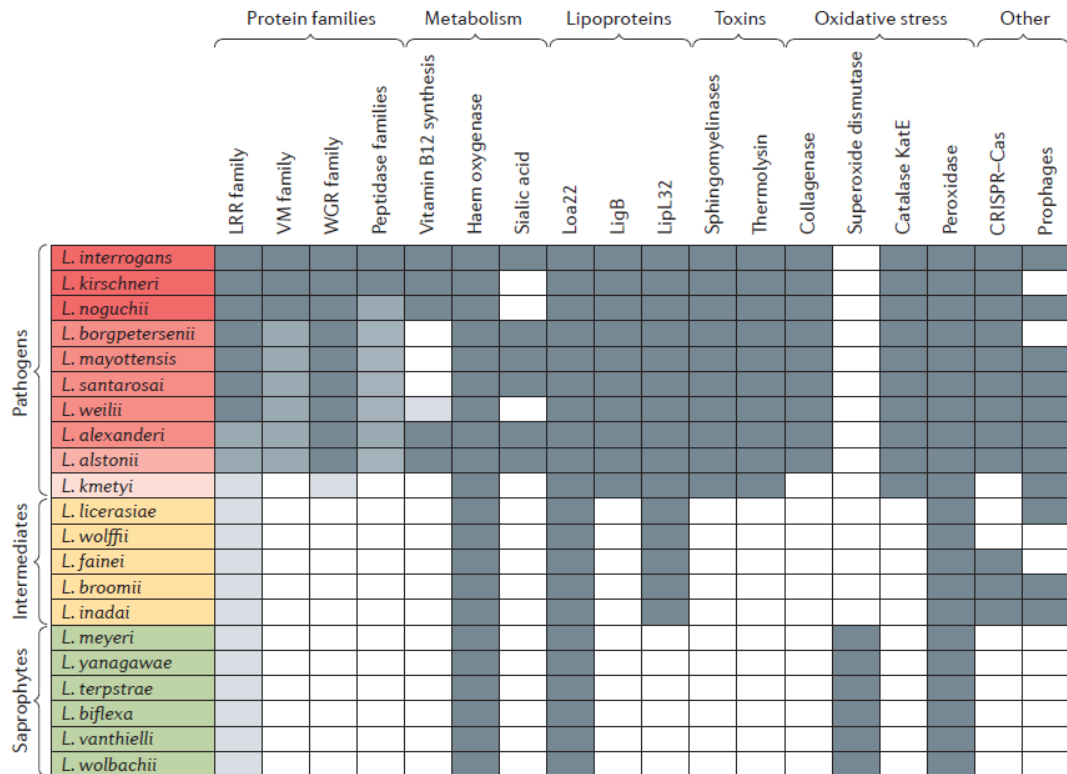 Protein families
Metabolism
Lipoproteins
Toxins
Oxidative stress
Other
LRR family
VM family
WGR family
Peptidase families
Vitamin B12 synthesis
Haem oxygenase
Sialic acid
Loa22
LigB
LipL32
Sphingomyelinases
Thermolysin
Collagenase
Superoxide dismutase
Catalase KatE
Peroxidase
CRISPR–Cas
Prophages
Pathogens
L. interrogans
L. kirschneri
L. noguchii
L. borgpetersenii
L. mayottensis
L. santarosai
L. weilii
L. alexanderi
L. alstonii
L. kmetyi
Intermediates
L. licerasiae
L. wolffii
L. fainei
L. broomii
L. inadai
Saprophytes
L. meyeri
L. yanagawae
L. terpstrae
L. biflexa
L. vanthielli
L. wolbachii